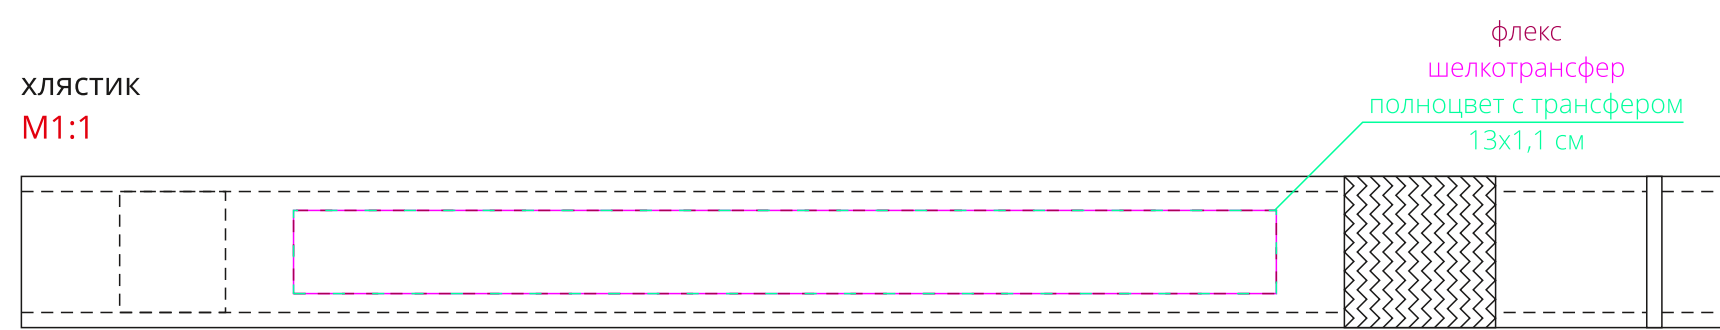 флекс
шелкотрансфер
хлястик
полноцвет с трансфером
М1:1
13х1,1 см